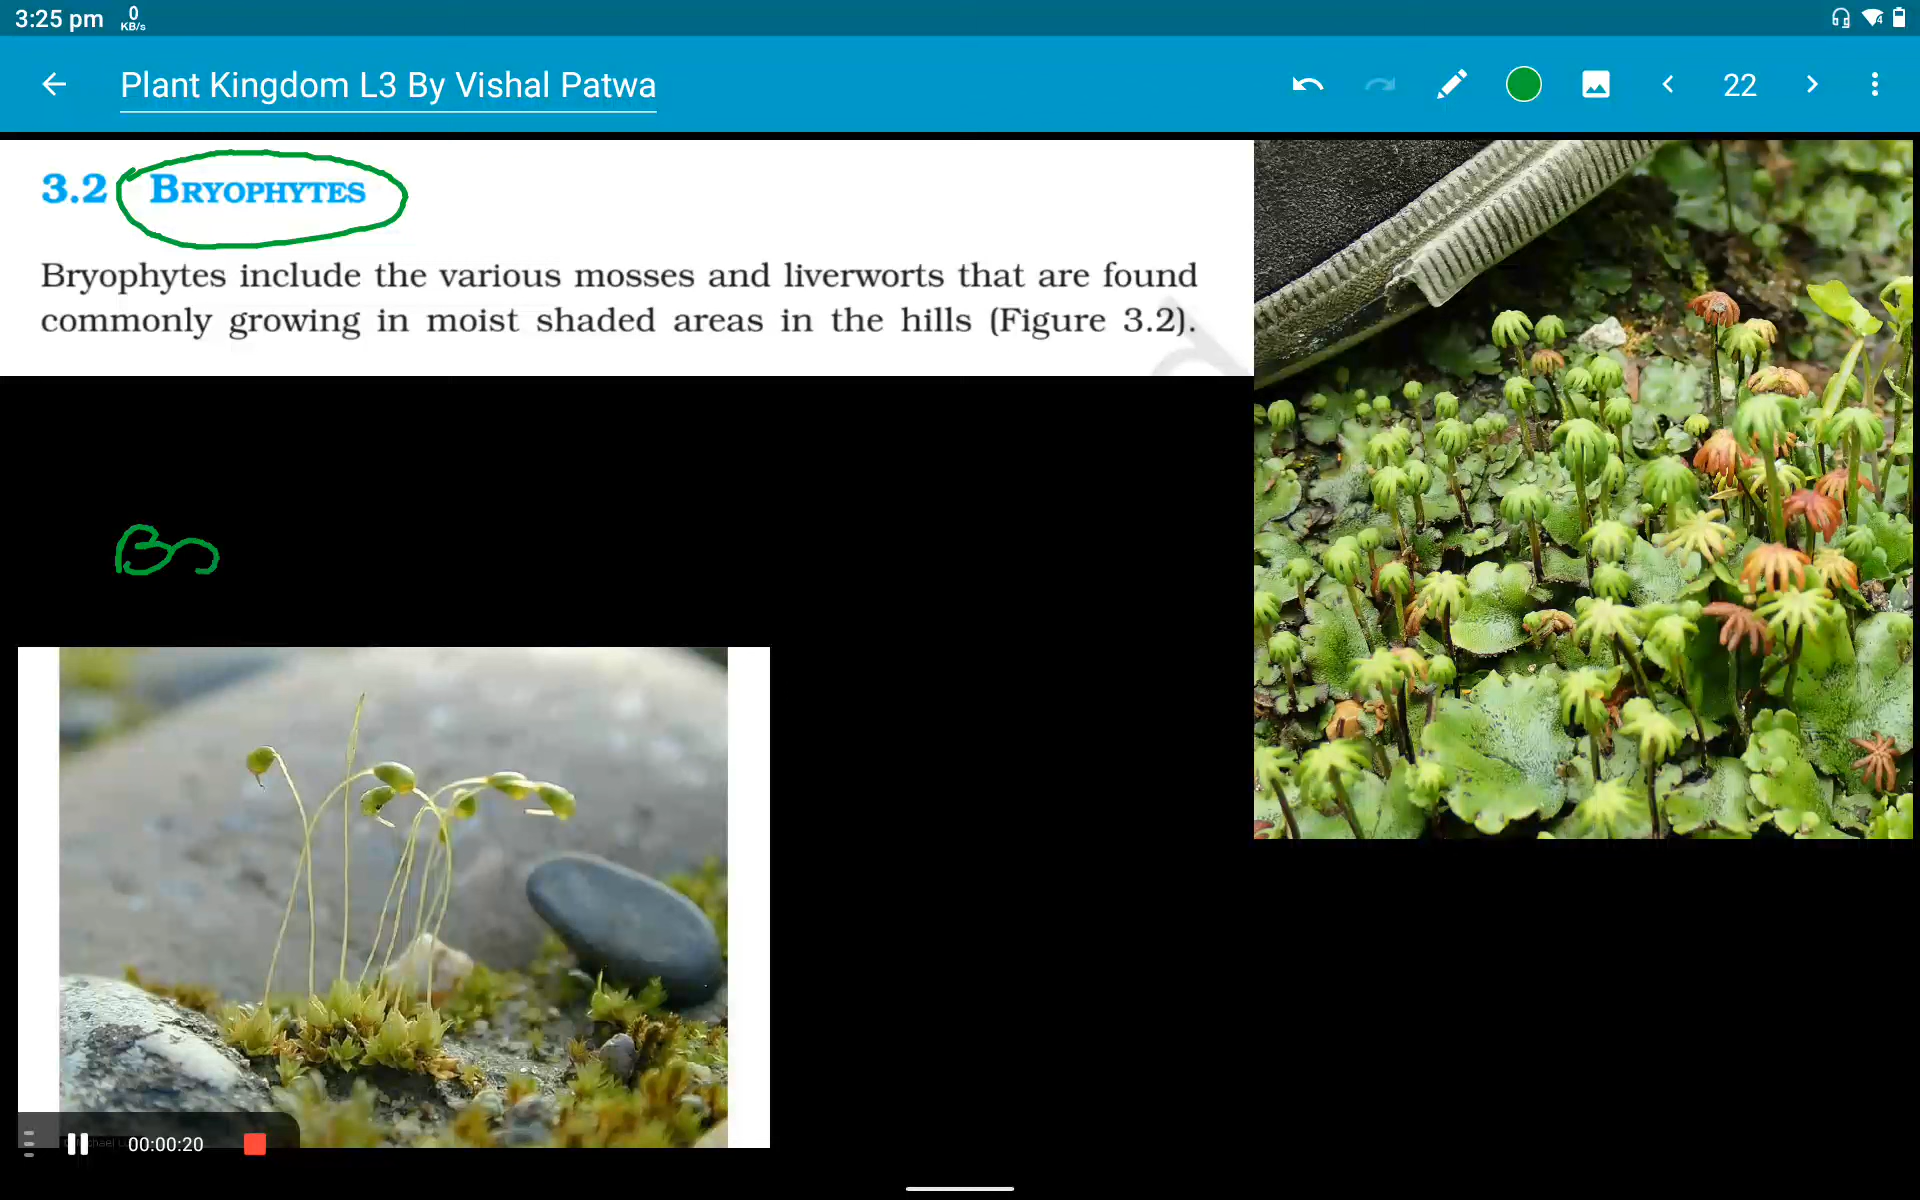 3:25 pm 0 KB/s
Plant Kingdom L3 By Vishal Patwa 22
3.2 BRYOPHYTES
Bryophytes include the various mosses and liverworts that are found
commonly growing in moist shaded areas in the hills (Figure 3.2).
00:00:20